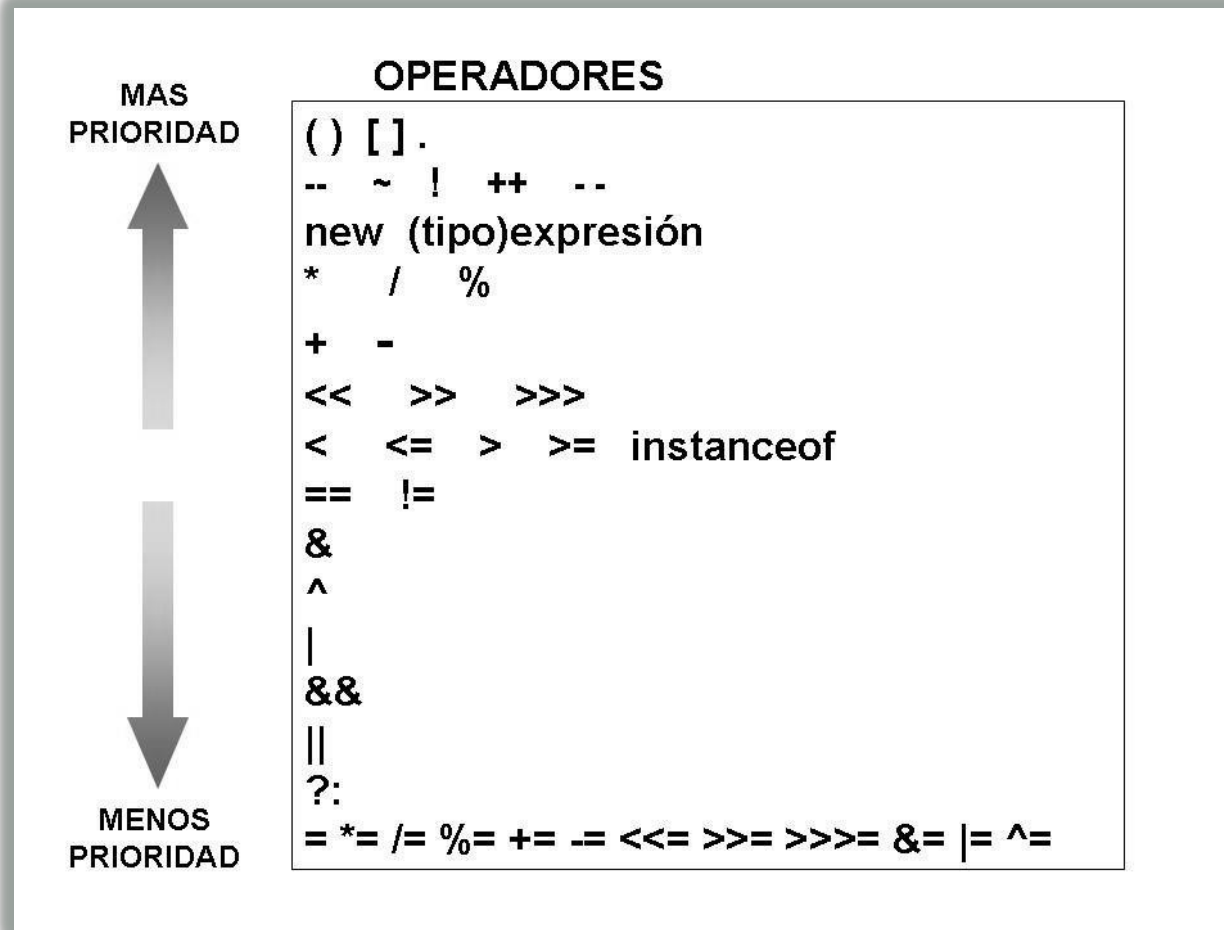 OPERADORES
MAS
PRIORIDAD
( ) [ ] .
-- ~ ! ++ - -
new (tipo)expresión
* / %
+ -
<< >> >>>
< <= > >= instanceof
== !=
&
^
|
&&
||
?:
= *= /= %= += -= <<= >>= >>>= &= |= ^=
MENOS
PRIORIDAD